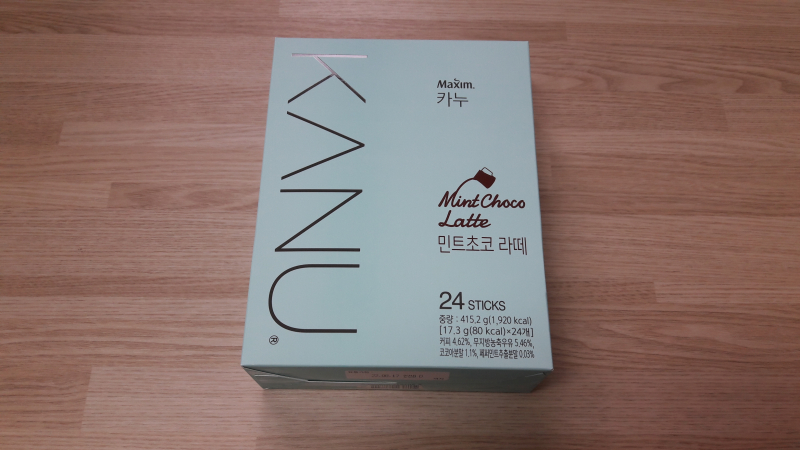 KANU®
Maxim.
카누
Mint Choco
Latte
민트초코 라떼
24 STICKS
중량 : 415.2 g(1,920 kcal)
[17.3 g(80 kcal)×24개]
커피 4.62%, 무지방농축우유 5.46%,
코코아분말 1.1%, 페퍼민트추출분말 0.03%